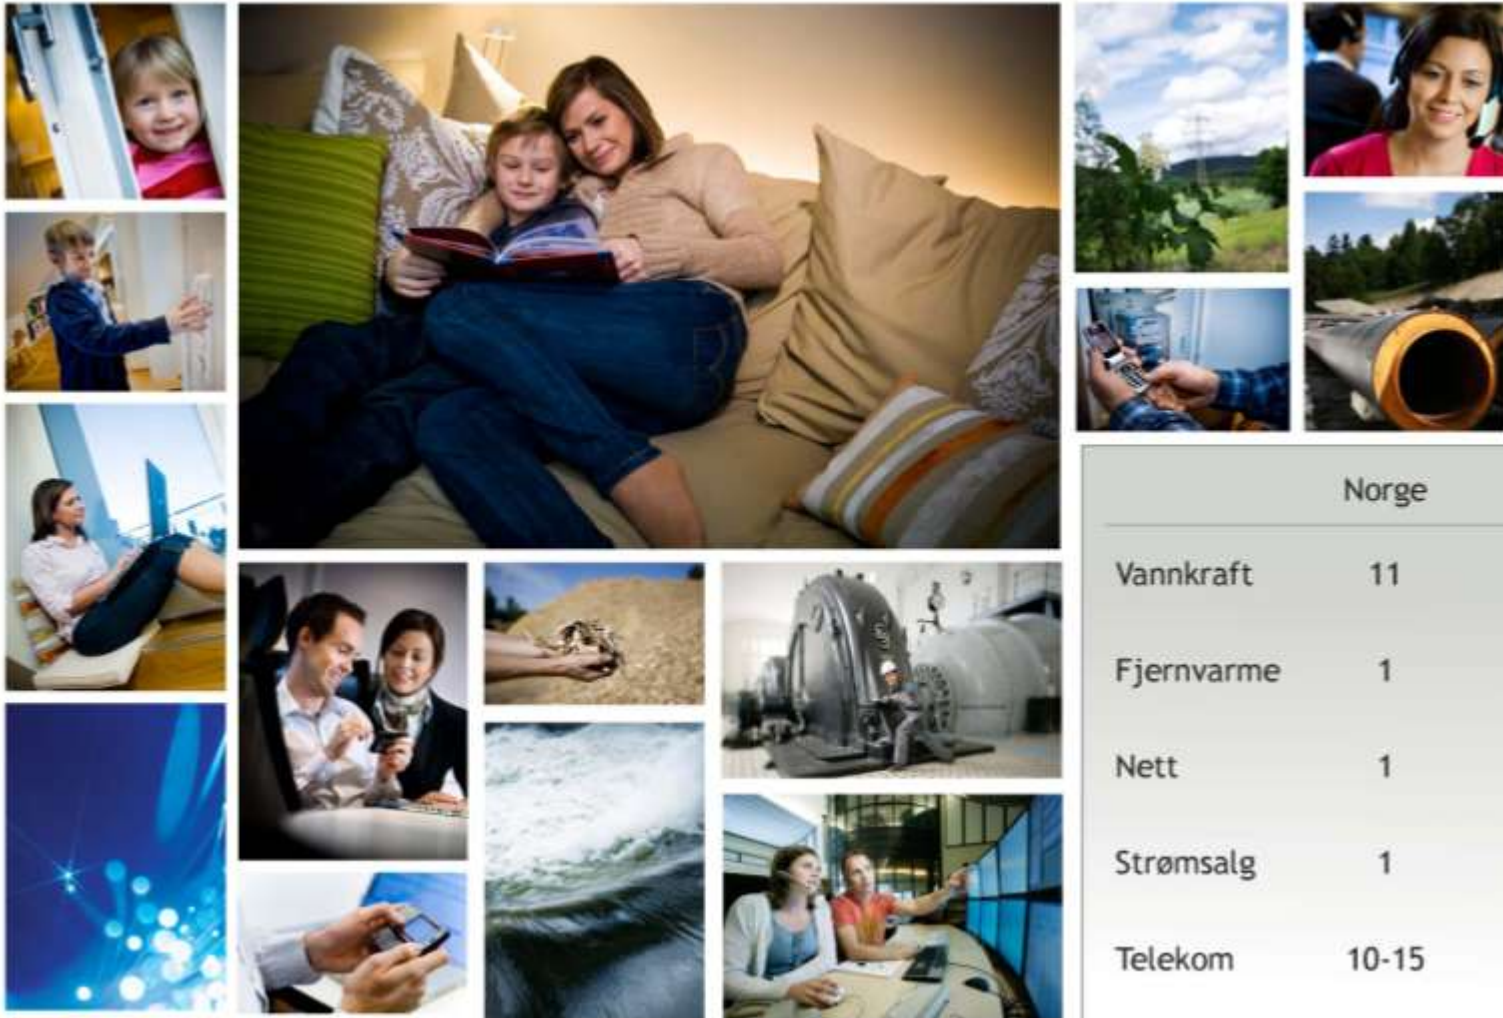 Norge
Vannkraft 11
Fjernvarme 1
Nett 1
Strømsalg 1
Telekom 10-15